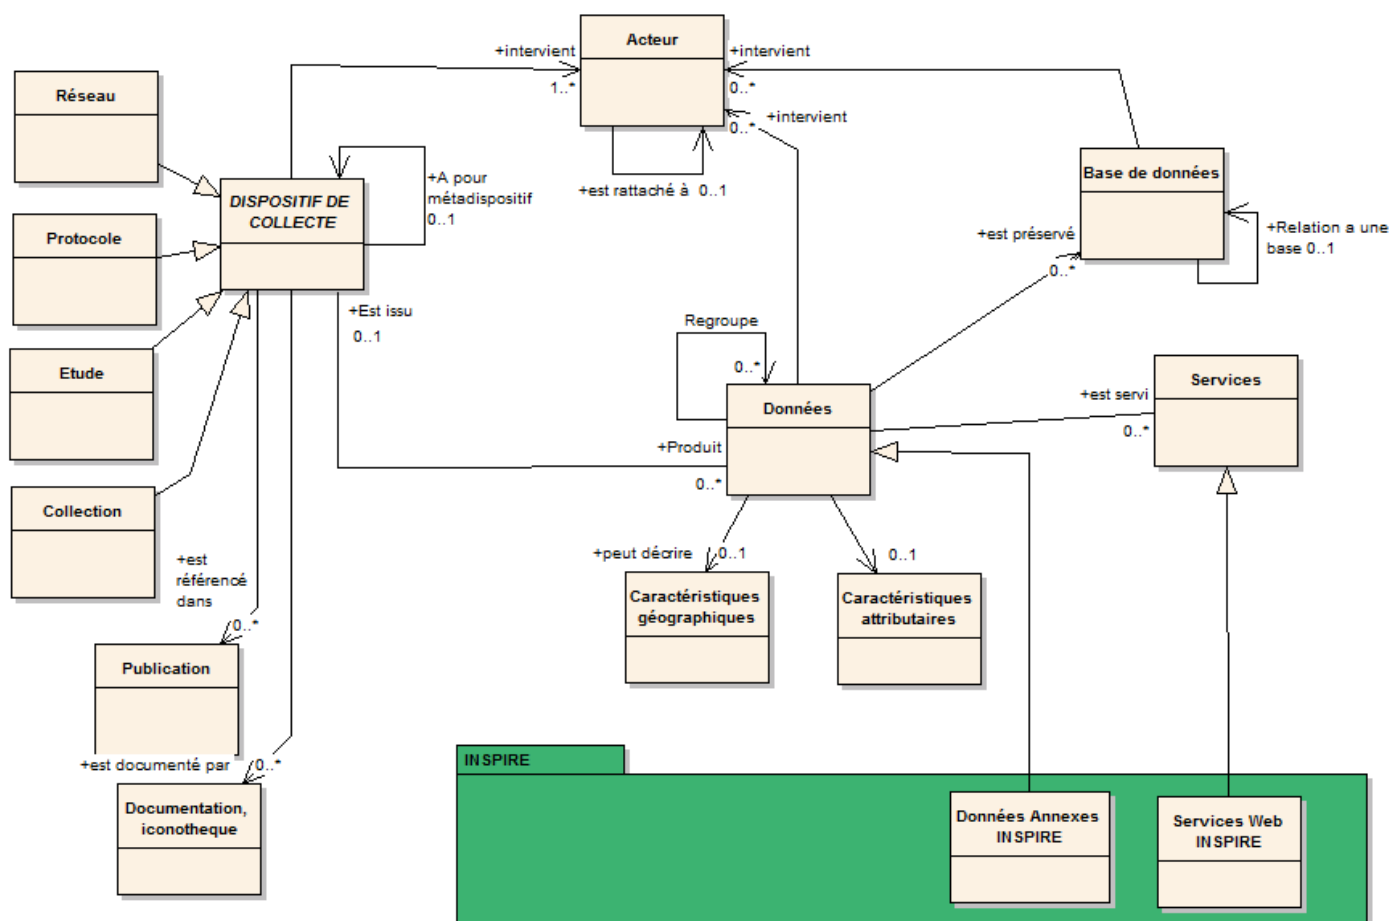 Acteur
+intervient
1..*
+intervient
0..*
+intervient
0..*
+est rattaché à 0..1
Réseau
Protocole
Etude
Collection
DISPOSITIF DE
COLLECTE
+A pour
métadispositif
0..1
Base de données
+Relation a une
base 0..1
+est préservé
0..*
+Est issu
0..1
Regroupe
0..*
Données
+Produit
0..*
Services
+est servi
0..*
+peut décrire
0..1
0..1
Caractéristiques
géographiques
Caractéristiques
attributaires
+est
référencé
dans
0..*
Publication
+est documenté par
0..*
Documentation,
iconotheque
INSPIRE
Données Annexes
INSPIRE
Services Web
INSPIRE